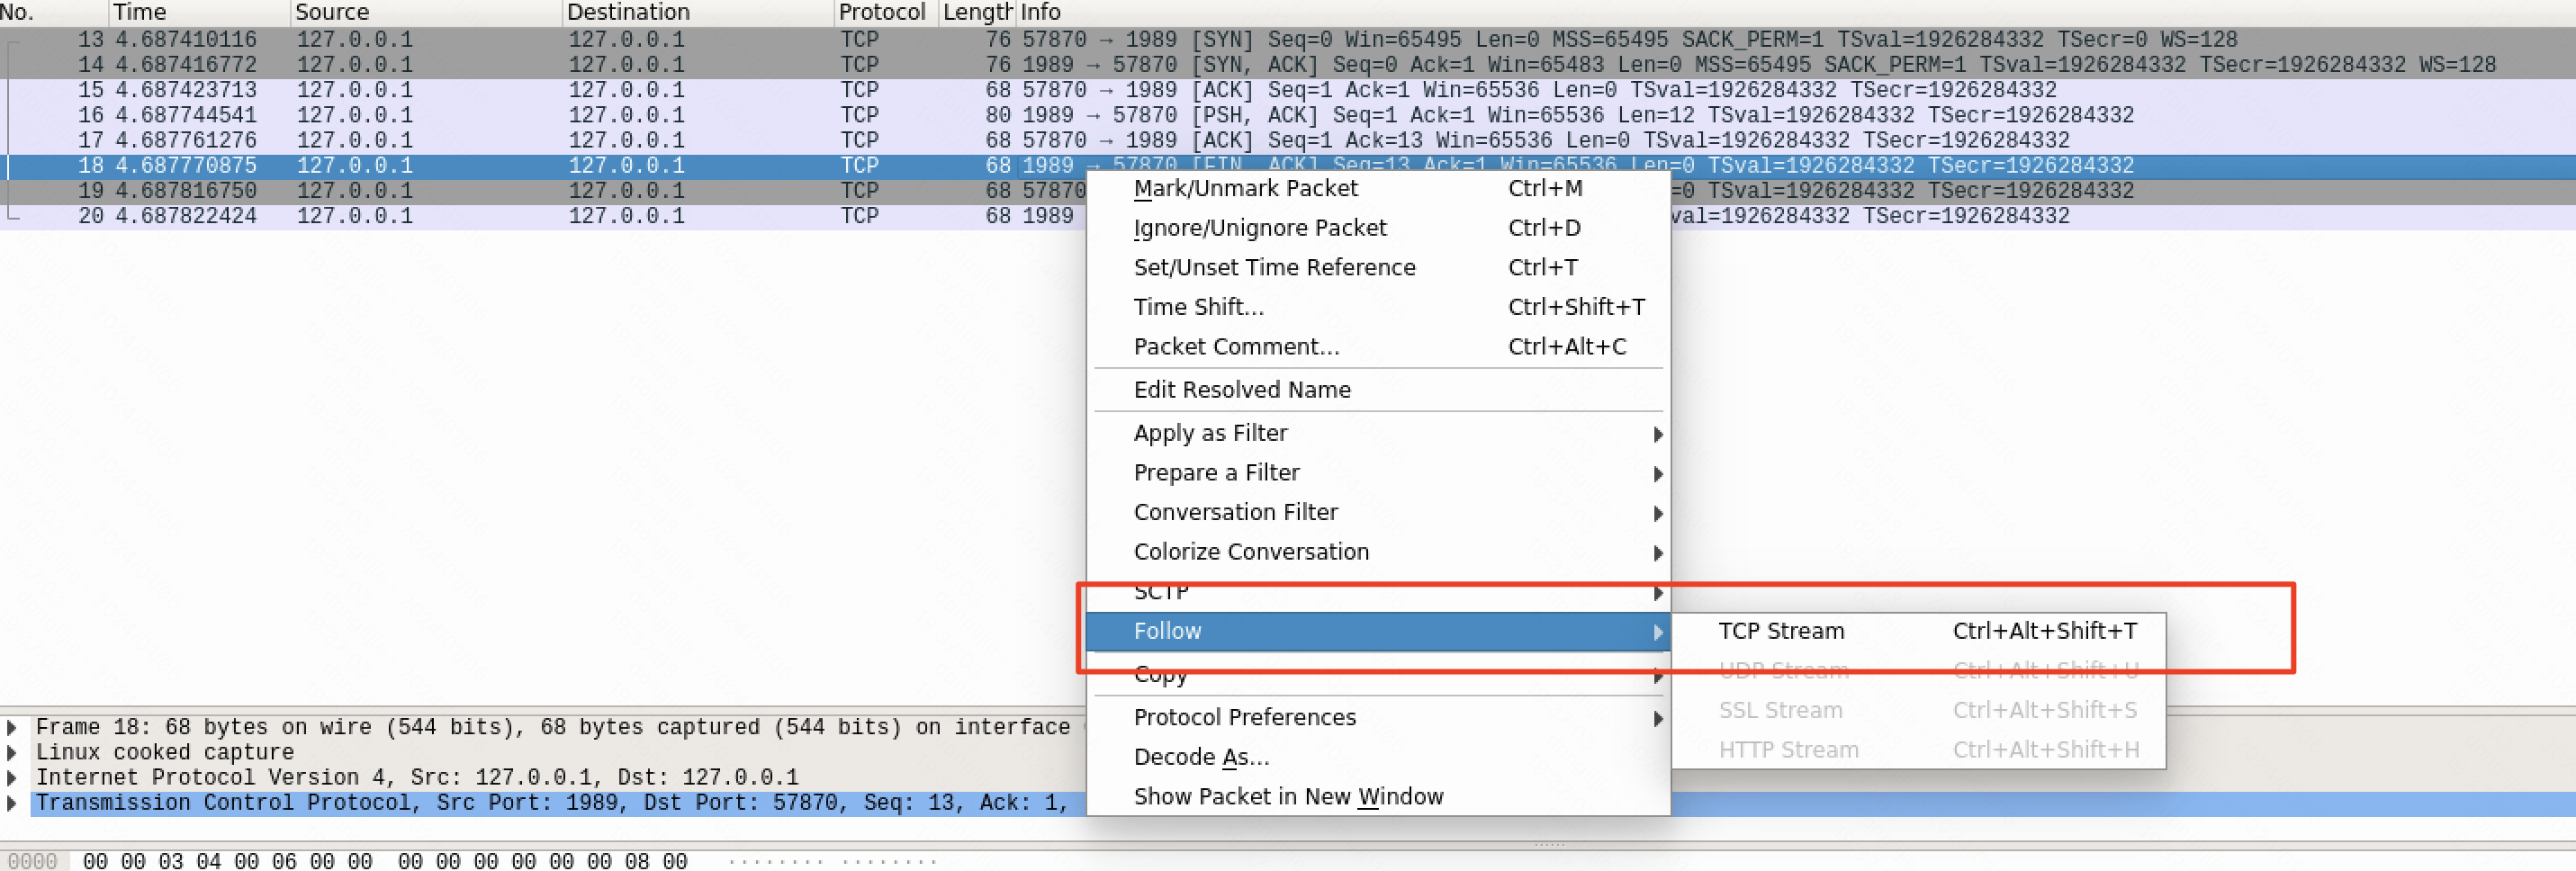 No. Time Source Destination Protocol Length Info
13 4.687410116 127.0.0.1 127.0.0.1 TCP 76 57870 → 1989 [SYN] Seq=0 Win=65495 Len=0 MSS=65495 SACK_PERM=1 TSval=1926284332 TSecr=0 WS=128
14 4.687416772 127.0.0.1 127.0.0.1 TCP 76 1989 → 57870 [SYN, ACK] Seq=0 Ack=1 Win=65483 Len=0 MSS=65495 SACK_PERM=1 TSval=1926284332 TSecr=1926284332 WS=128
15 4.687423713 127.0.0.1 127.0.0.1 TCP 68 57870 → 1989 [ACK] Seq=1 Ack=1 Win=65536 Len=0 TSval=1926284332 TSecr=1926284332
16 4.687744541 127.0.0.1 127.0.0.1 TCP 80 1989 → 57870 [PSH, ACK] Seq=1 Ack=1 Win=65536 Len=12 TSval=1926284332 TSecr=1926284332
17 4.687761276 127.0.0.1 127.0.0.1 TCP 68 57870 → 1989 [ACK] Seq=1 Ack=13 Win=65536 Len=0 TSval=1926284332 TSecr=1926284332
18 4.687770875 127.0.0.1 127.0.0.1 TCP 68 1989 → 57870 [FIN, ACK] Seq=13 Ack=1 Win=65536 Len=0 TSval=1926284332 TSecr=1926284332
19 4.687816750 127.0.0.1 127.0.0.1 TCP 68 57870 =0 TSval=1926284332 TSecr=1926284332
20 4.687822424 127.0.0.1 127.0.0.1 TCP 68 1989 val=1926284332 TSecr=1926284332
Mark/Unmark Packet Ctrl+M
Ignore/Unignore Packet Ctrl+D
Set/Unset Time Reference Ctrl+T
Time Shift... Ctrl+Shift+T
Packet Comment... Ctrl+Alt+C
Edit Resolved Name
Apply as Filter
Prepare a Filter
Conversation Filter
Colorize Conversation
SCTP
Follow
Copy
Protocol Preferences
Decode As...
Show Packet in New Window
TCP Stream Ctrl+Alt+Shift+T
UDP Stream Ctrl+Alt+Shift+U
SSL Stream Ctrl+Alt+Shift+S
HTTP Stream Ctrl+Alt+Shift+H
Frame 18: 68 bytes on wire (544 bits), 68 bytes captured (544 bits) on interface
Linux cooked capture
Internet Protocol Version 4, Src: 127.0.0.1, Dst: 127.0.0.1
Transmission Control Protocol, Src Port: 1989, Dst Port: 57870, Seq: 13, Ack: 1,
0000 00 00 03 04 00 06 00 00 00 00 00 00 00 00 08 00 ········ ········